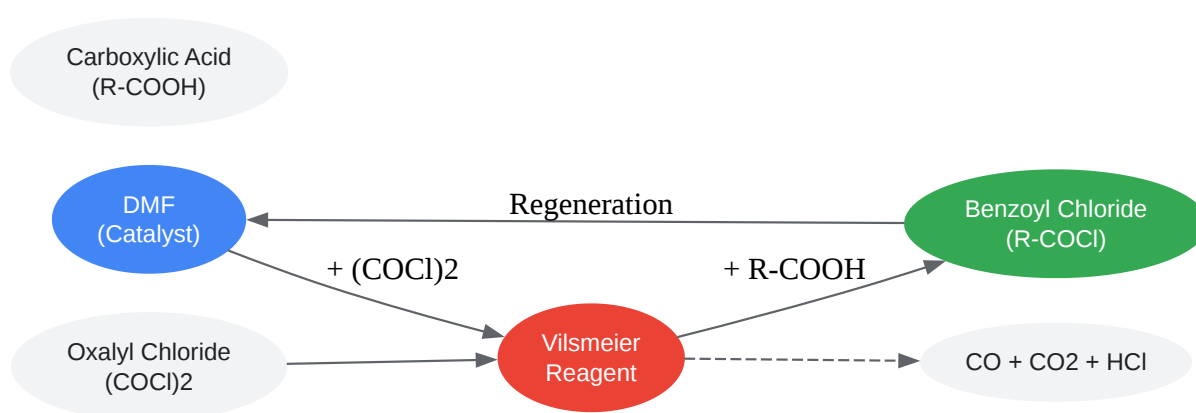 Carboxylic Acid
(R-COOH)
DMF
(Catalyst)
Regeneration
Benzoyl Chloride
(R-COCl)
+ (COCl)2
+ R-COOH
Oxalyl Chloride
(COCl)2
Vilsmeier
Reagent
CO + CO2 + HCl